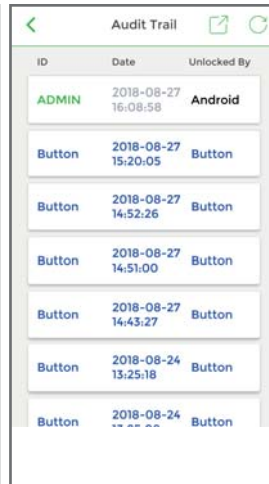 Audit Trail
ID Date Unlocked By
ADMIN 2018-08-27 16:08:58 Android
Button 2018-08-27 15:20:05 Button
Button 2018-08-27 14:52:26 Button
Button 2018-08-27 14:51:00 Button
Button 2018-08-27 14:43:27 Button
Button 2018-08-24 13:25:18 Button
Button 2018-08-24 Button